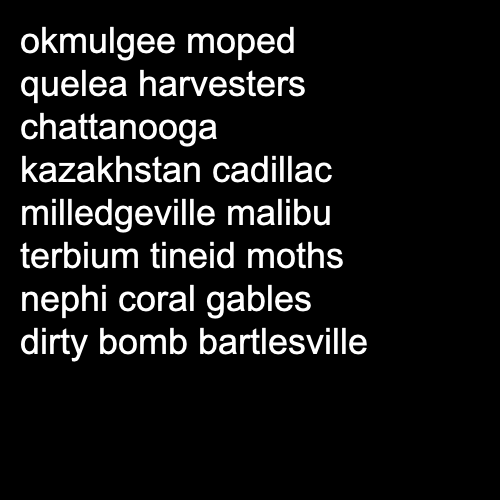 okmulgee moped
quelea harvesters
chattanooga
kazakhstan cadillac
milledgeville malibu
terbium tineid moths
nephi coral gables
dirty bomb bartlesville